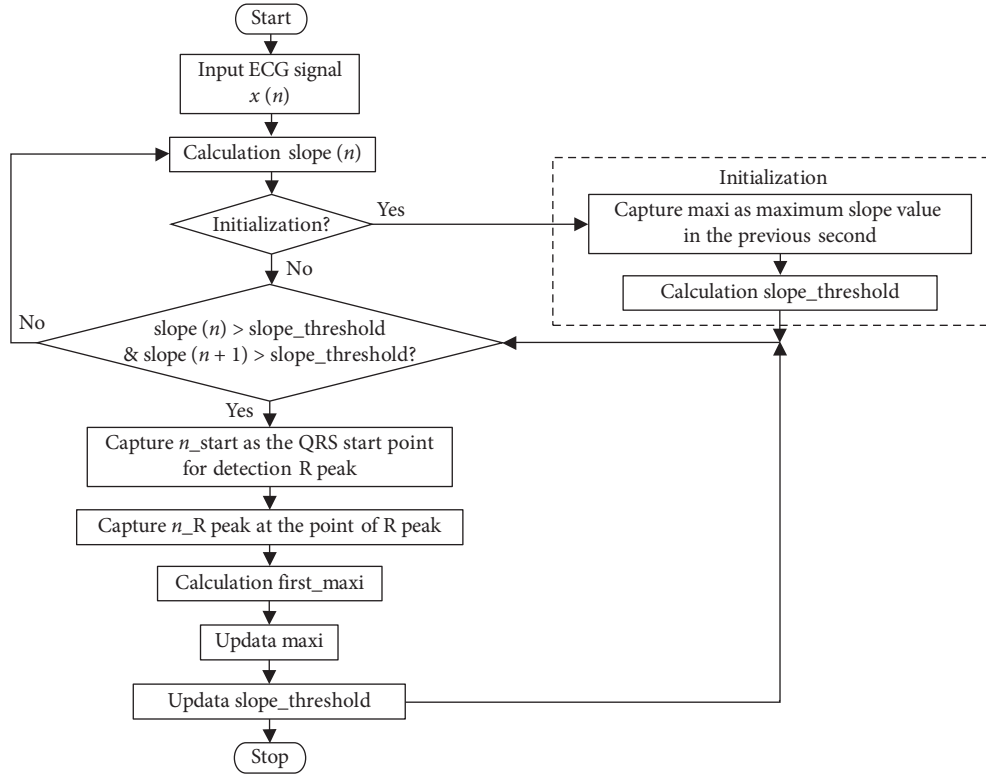 Start
Input ECG signal
x (n)
Calculation slope (n)
Initialization?
Yes
No
Initialization
Capture maxi as maximum slope value
in the previous second
Calculation slope_threshold
No
slope (n) > slope_threshold
& slope (n + 1) > slope_threshold?
Yes
Capture n_start as the QRS start point
for detection R peak
Capture n_R peak at the point of R peak
Calculation first_maxi
Updata maxi
Updata slope_threshold
Stop